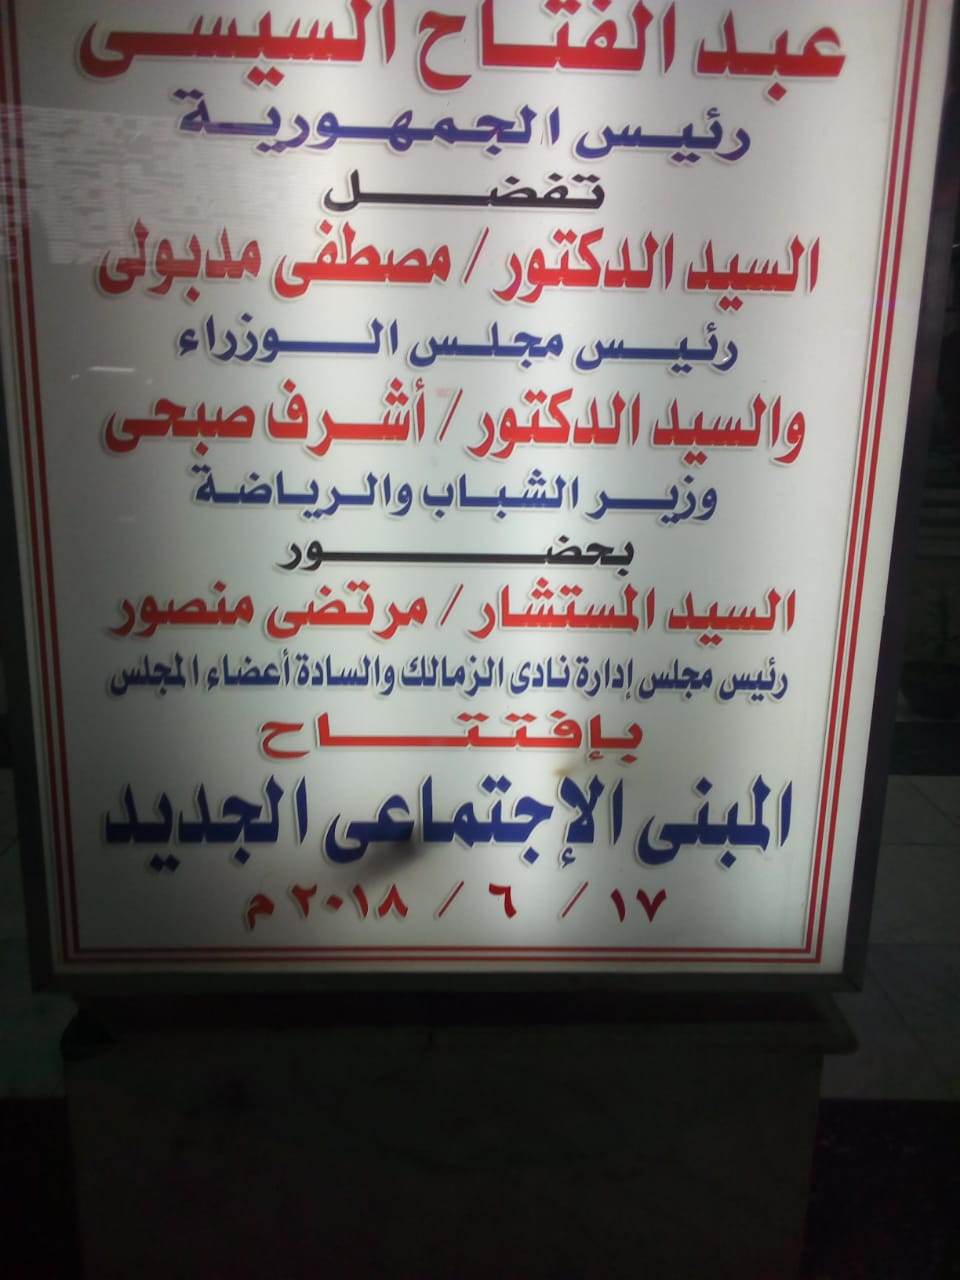 عبد الفتاح السيسى
رئيس الجمهورية
تفضل
السيد الدكتور / مصطفى مدبولى
رئيس مجلس الوزراء
والسيد الدكتور / أشرف صبحى
وزير الشباب والرياضة
بحضور
السيد المستشار / مرتضى منصور
رئيس مجلس إدارة نادى الزمالك والسادة أعضاء المجلس
بإفتتاح
المبنى الإجتماعى الجديد
١٧ / ٦ / ٢٠١٨ م